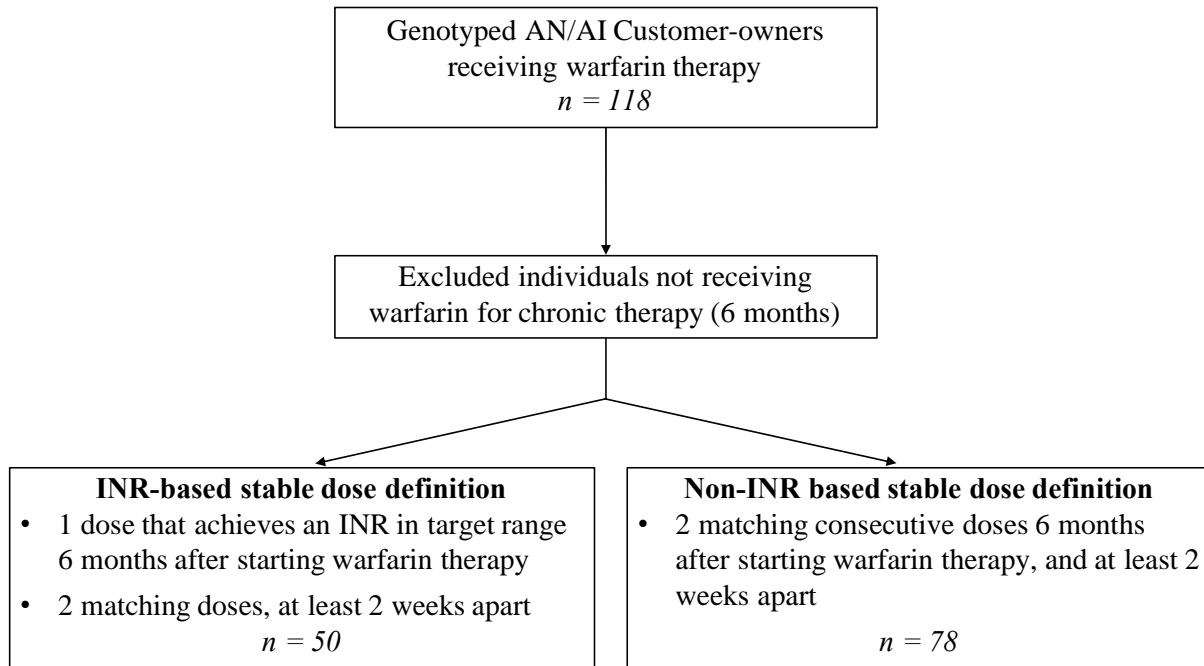 Genotyped AN/AI Customer-owners
receiving warfarin therapy
n = 118
Excluded individuals not receiving
warfarin for chronic therapy (6 months)
INR-based stable dose definition
• 1 dose that achieves an INR in target range
6 months after starting warfarin therapy
• 2 matching doses, at least 2 weeks apart
n = 50
Non-INR based stable dose definition
• 2 matching consecutive doses 6 months
after starting warfarin therapy, and at least 2
weeks apart
n = 78